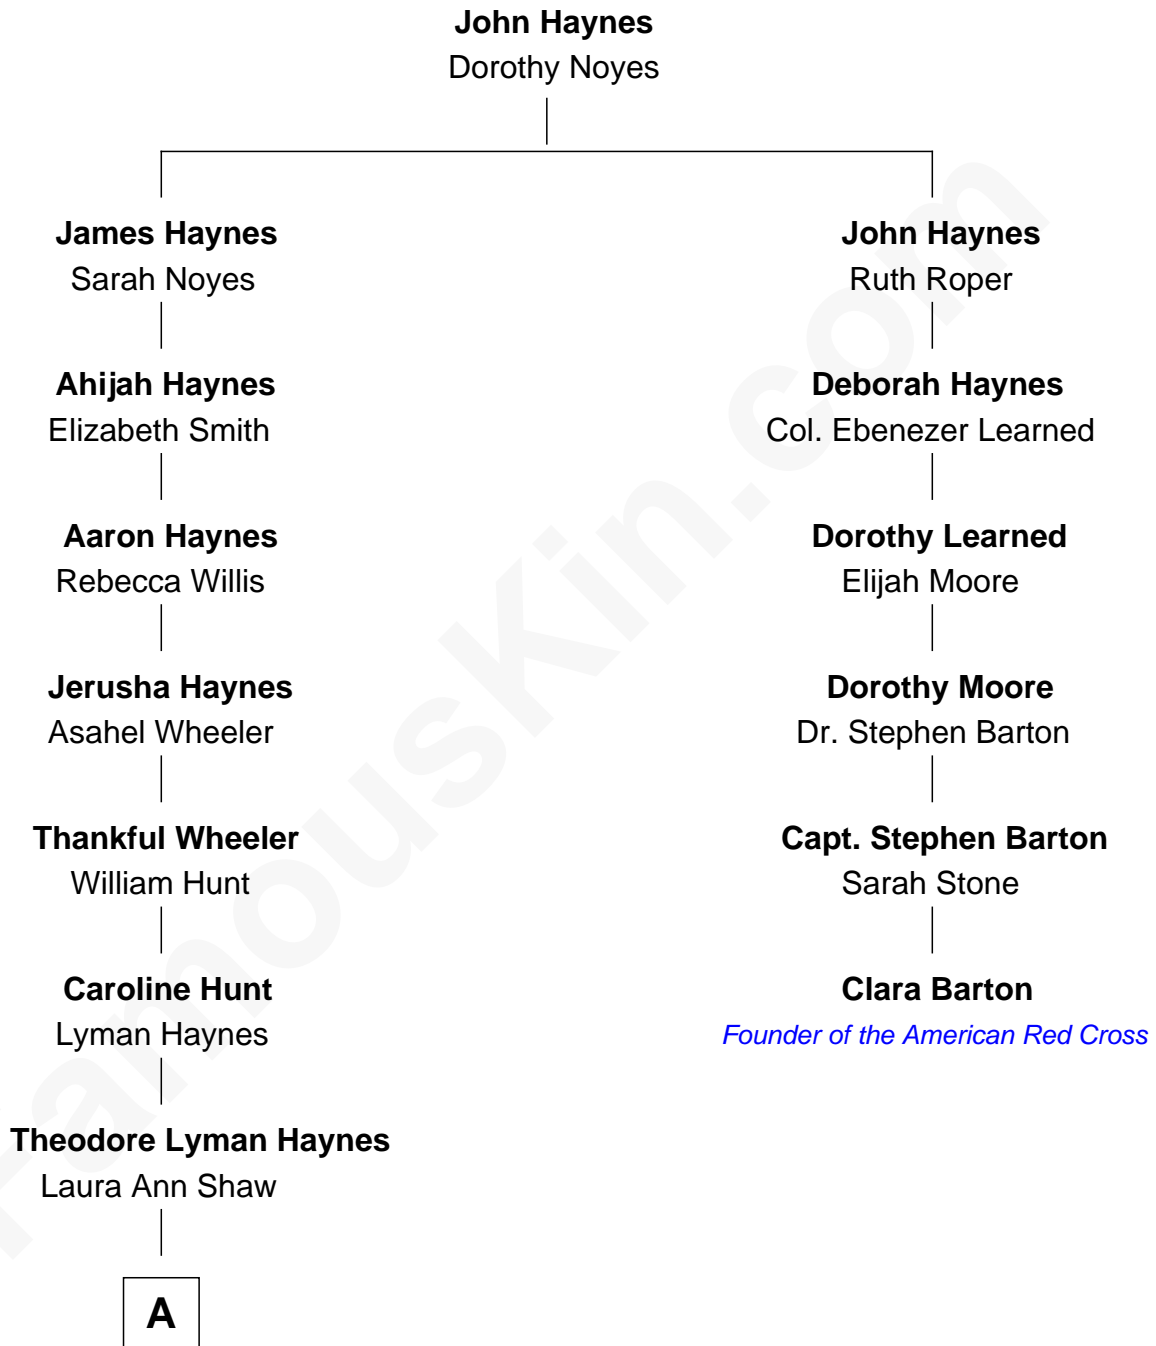 John Haynes
Dorothy Noyes
James Haynes
Sarah Noyes
Ahijah Haynes
Elizabeth Smith
Aaron Haynes
Rebecca Willis
Jerusha Haynes
Asahel Wheeler
Thankful Wheeler
William Hunt
Caroline Hunt
Lyman Haynes
Theodore Lyman Haynes
Laura Ann Shaw
A
John Haynes
Ruth Roper
Deborah Haynes
Col. Ebenezer Learned
Dorothy Learned
Elijah Moore
Dorothy Moore
Dr. Stephen Barton
Capt. Stephen Barton
Sarah Stone
Clara Barton
Founder of the American Red Cross
FamousKin.com